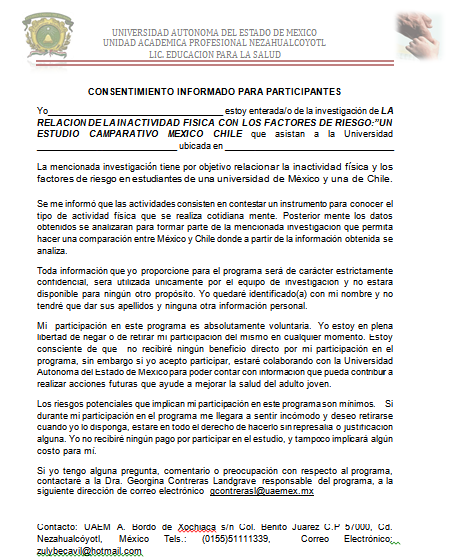 UNIVERSIDAD AUTONOMA DEL ESTADO DE MEXICO
UNIDAD ACADEMICA PROFESIONAL NEZAHUALCOYOTL
LIC. EDUCACION PARA LA SALUD
CONSENTIMIENTO INFORMADO PARA PARTICIPANTES
Yo________________________________ estoy enterada/o de la investigación de LA
RELACION DE LA INACTIVIDAD FISICA CON LOS FACTORES DE RIESGO:"UN
ESTUDIO CAMPARATIVO MEXICO CHILE que asistan a la Universidad
__________________________ ubicada en _______________________________
La mencionada investigación tiene por objetivo relacionar la inactividad física y los
factores de riesgo en estudiantes de una universidad de México y una de Chile.
Se me informó que las actividades consisten en contestar un instrumento para conocer el
tipo de actividad física que se realiza cotidiana mente. Posterior mente los datos
obtenidos se analizaran para formar parte de la mencionada investigación que permita
hacer una comparación entre México y Chile donde a partir de la información obtenida se
analiza.
Toda información que yo proporcione para el programa será de carácter estrictamente
confidencial, sera utilizada unicamente por el equipo de investigación y no estara
disponible para ningún otro propósito. Yo quedaré identificado(a) con mi nombre y no
tendré que dar sus apellidos y ninguna otra información personal.
Mi participación en este programa es absolutamente voluntaria. Yo estoy en plena
libertad de negar o de retirar mi participación del mismo en cualquier momento. Estoy
consciente de que no recibiré ningún beneficio directo por mi participación en el
programa, sin embargo si yo acepto participar, estaré colaborando con la Universidad
Autonoma del Estado de Mexico para poder contar con informacion que pueda contribuir a
realizar acciones futuras que ayude a mejorar la salud del adulto joven.
Los riesgos potenciales que implican mi participación en este programa son mínimos. Si
durante mi participación en el programa me llegara a sentir incómodo y deseo retirarse
cuando yo lo disponga, estare en todo el derecho de hacerlo sin represalia o justificación
alguna. Yo no recibiré ningún pago por participar en el estudio, y tampoco implicará algún
costo para mí.
Si yo tengo alguna pregunta, comentario o preocupación con respecto al programa,
contactaré a la Dra. Georgina Contreras Landgrave responsable del programa, a la
siguiente dirección de correo electrónico gcontrerasl@uaemex.mx
Contacto: UAEM A. Bordo de Xochiaca s/n Col. Benito Juarez C.P 57000, Cd.
Nezahualcóyotl, México Tels.: (0155)51111339, Correo Electrónico;
zulybecavil@hotmail.com